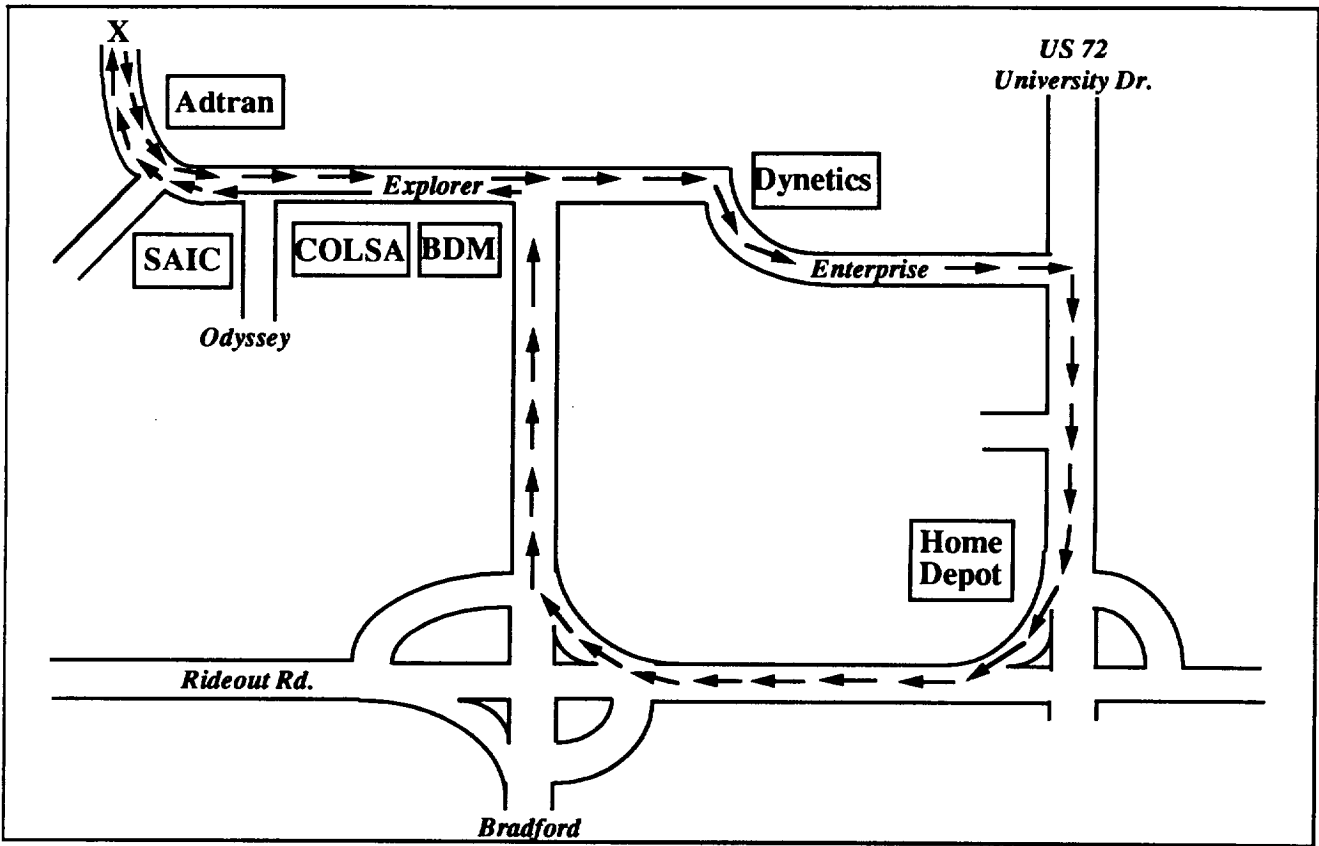 X
US 72
University Dr.
Adtran
Dynetics
Explorer
SAIC
COLSA
BDM
Enterprise
Odyssey
Home
Depot
Rideout Rd.
Bradford